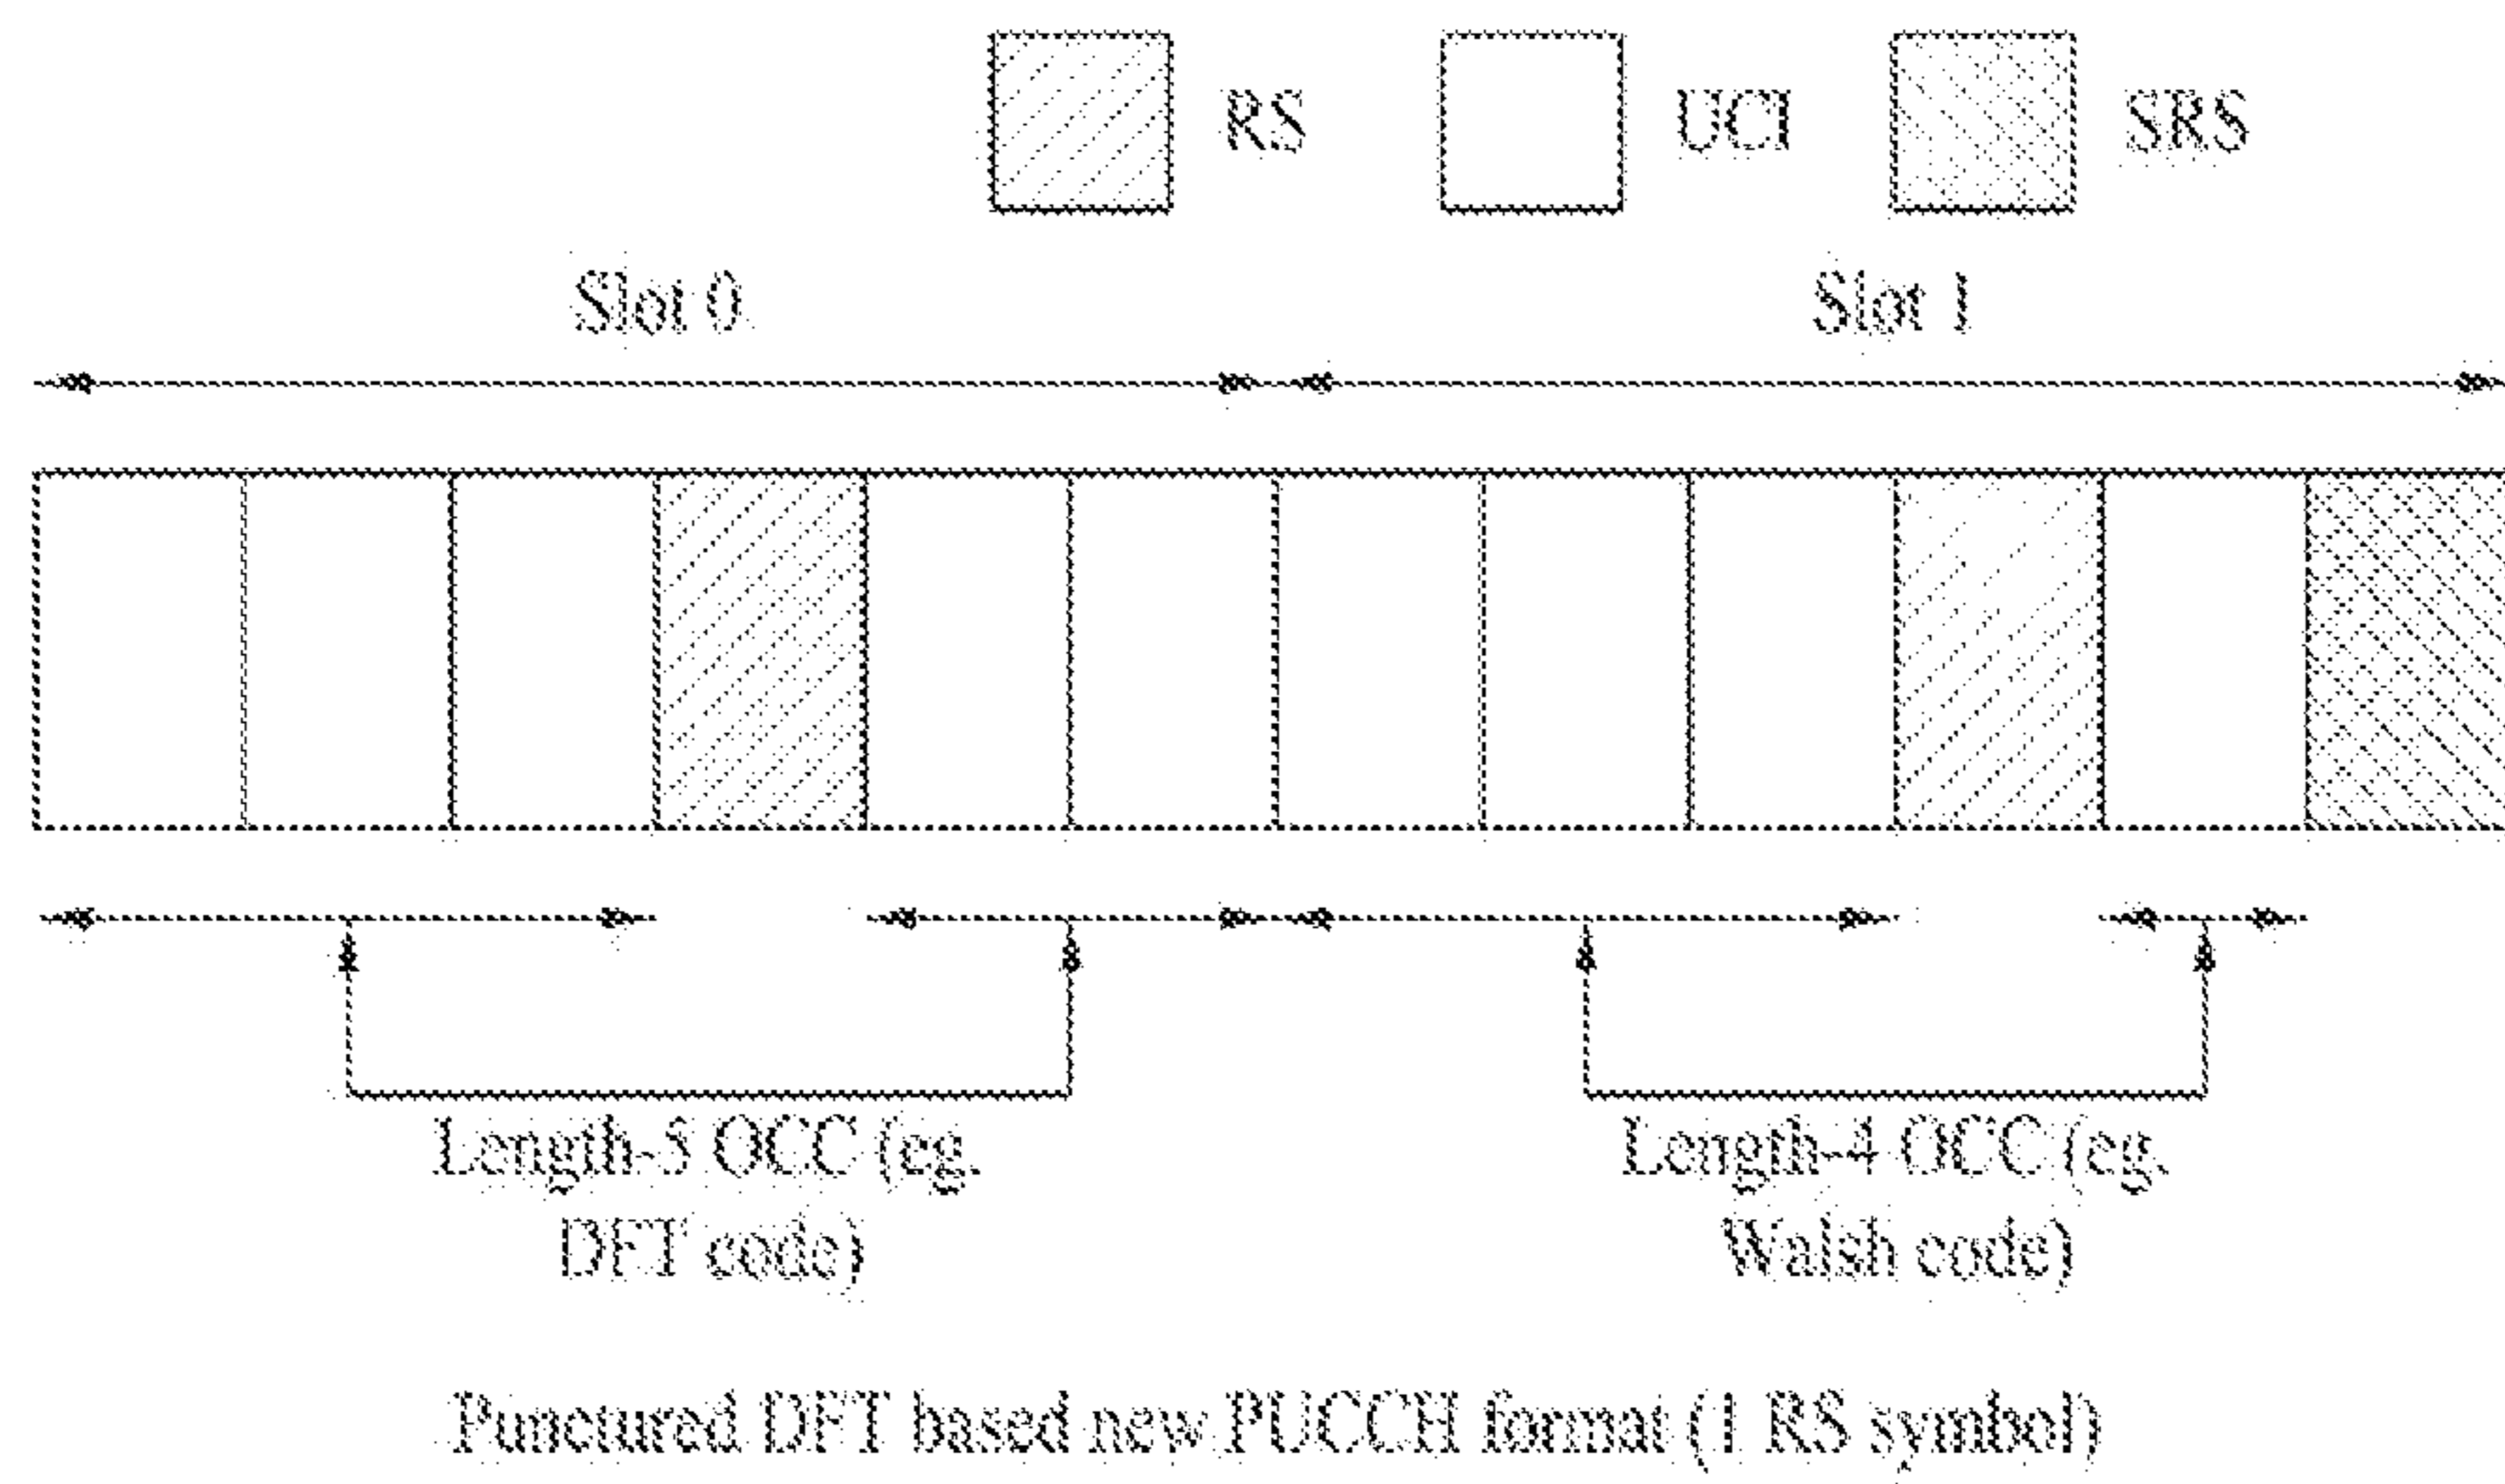 RS UCI SRS
Slot 0 Slot 1
Length-5 OCC (eg.
DFT code)
Length-4 OCC (eg.
Walsh code)
Punctured DFT based new PUCCH format (1 RS symbol)